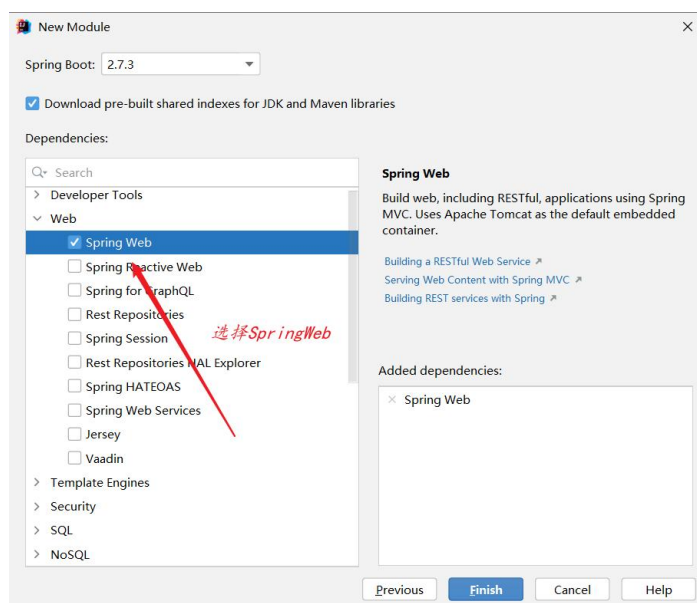 New Module
Spring Boot: 2.7.3
Download pre-built shared indexes for JDK and Maven libraries
Dependencies:
Search
Developer Tools
Web
Spring Web
Spring Reactive Web
Spring for GraphQL
Rest Repositories
Spring Session
Rest Repositories HAL Explorer
Spring HATEOAS
Spring Web Services
Jersey
Vaadin
Template Engines
Security
SQL
NoSQL
选择SpringWeb
Spring Web
Build web, including RESTful, applications using Spring
MVC. Uses Apache Tomcat as the default embedded
container.
Building a RESTful Web Service
Serving Web Content with Spring MVC
Building REST services with Spring
Added dependencies:
Spring Web
Previous
Finish
Cancel
Help